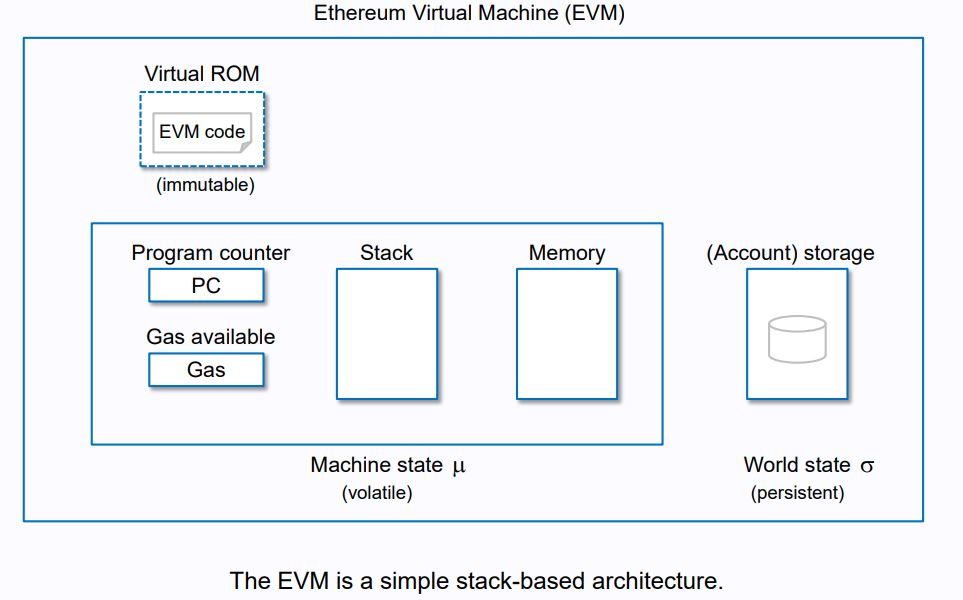 Ethereum Virtual Machine (EVM)
Virtual ROM
EVM code
(immutable)
Program counter
PC
Gas available
Gas
Stack
Memory
(Account) storage
Machine state μ
(volatile)
World state σ
(persistent)
The EVM is a simple stack-based architecture.